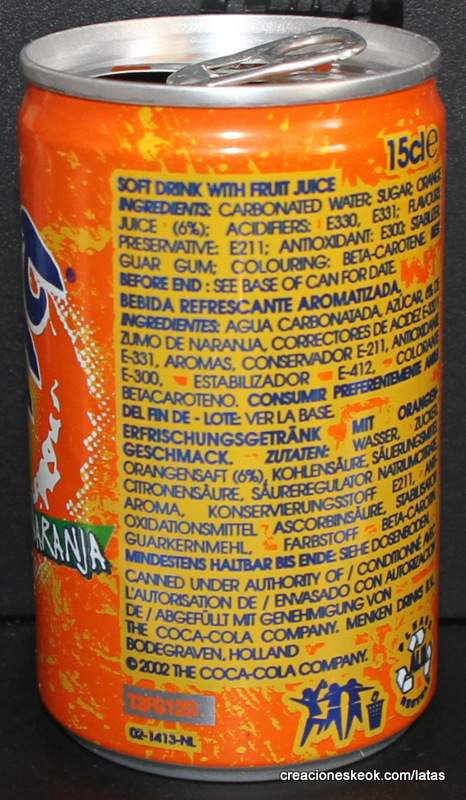 15cl e
SOFT DRINK WITH FRUIT JUICE
INGREDIENTS: CARBONATED WATER; SUGAR; ORANGE
JUICE (6%); ACIDIFIERS: E330, E331; FLAVOURS;
PRESERVATIVE: E211; ANTIOXIDANT: E300; STABILIZER:
GUAR GUM; COLOURING: BETA-CAROTENE.
BEFORE END : SEE BASE OF CAN FOR DATE.
BEBIDA REFRESCANTE AROMATIZADA.
INGREDIENTES: AGUA CARBONATADA, AZÚCAR, 6% DE
ZUMO DE NARANJA, CORRECTORES DE ACIDEZ
E-331, AROMAS, CONSERVADOR E-211, ANTIOXIDANTE
E-300, ESTABILIZADOR E-412, COLORANTE
BETACAROTENO. CONSUMIR PREFERENTEMENTE ANTES
DEL FIN DE - LOTE: VER LA BASE.
ERFRISCHUNGSGETRÄNK MIT ORANGEN-
GESCHMACK. ZUTATEN: WASSER, ZUCKER,
ORANGENSAFT (6%), KOHLENSÄURE, SÄUERUNGSMITTEL
CITRONENSÄURE, SÄUREREGULATOR NATRIUMCITRAT,
AROMA, KONSERVIERUNGSSTOFF E211,
OXIDATIONSMITTEL ASCORBINSÄURE, STABILISATOR
GUARKERNMEHL, FARBSTOFF BETA-CAROTIN.
MINDESTENS HALTBAR BIS ENDE: SIEHE DOSENBODEN.
CANNED UNDER AUTHORITY OF / CONDITIONNÉ AVEC
L'AUTORISATION DE / ENVASADO CON AUTORIZACIÓN
DE / ABGEFÜLLT MIT GENEHMIGUNG VON
THE COCA-COLA COMPANY. MENKEN DRINKS B.V.,
BODEGRAVEN, HOLLAND
© 2002 THE COCA-COLA COMPANY.
ARANJA
02-1413-NL
creacioneskeok.com/latas